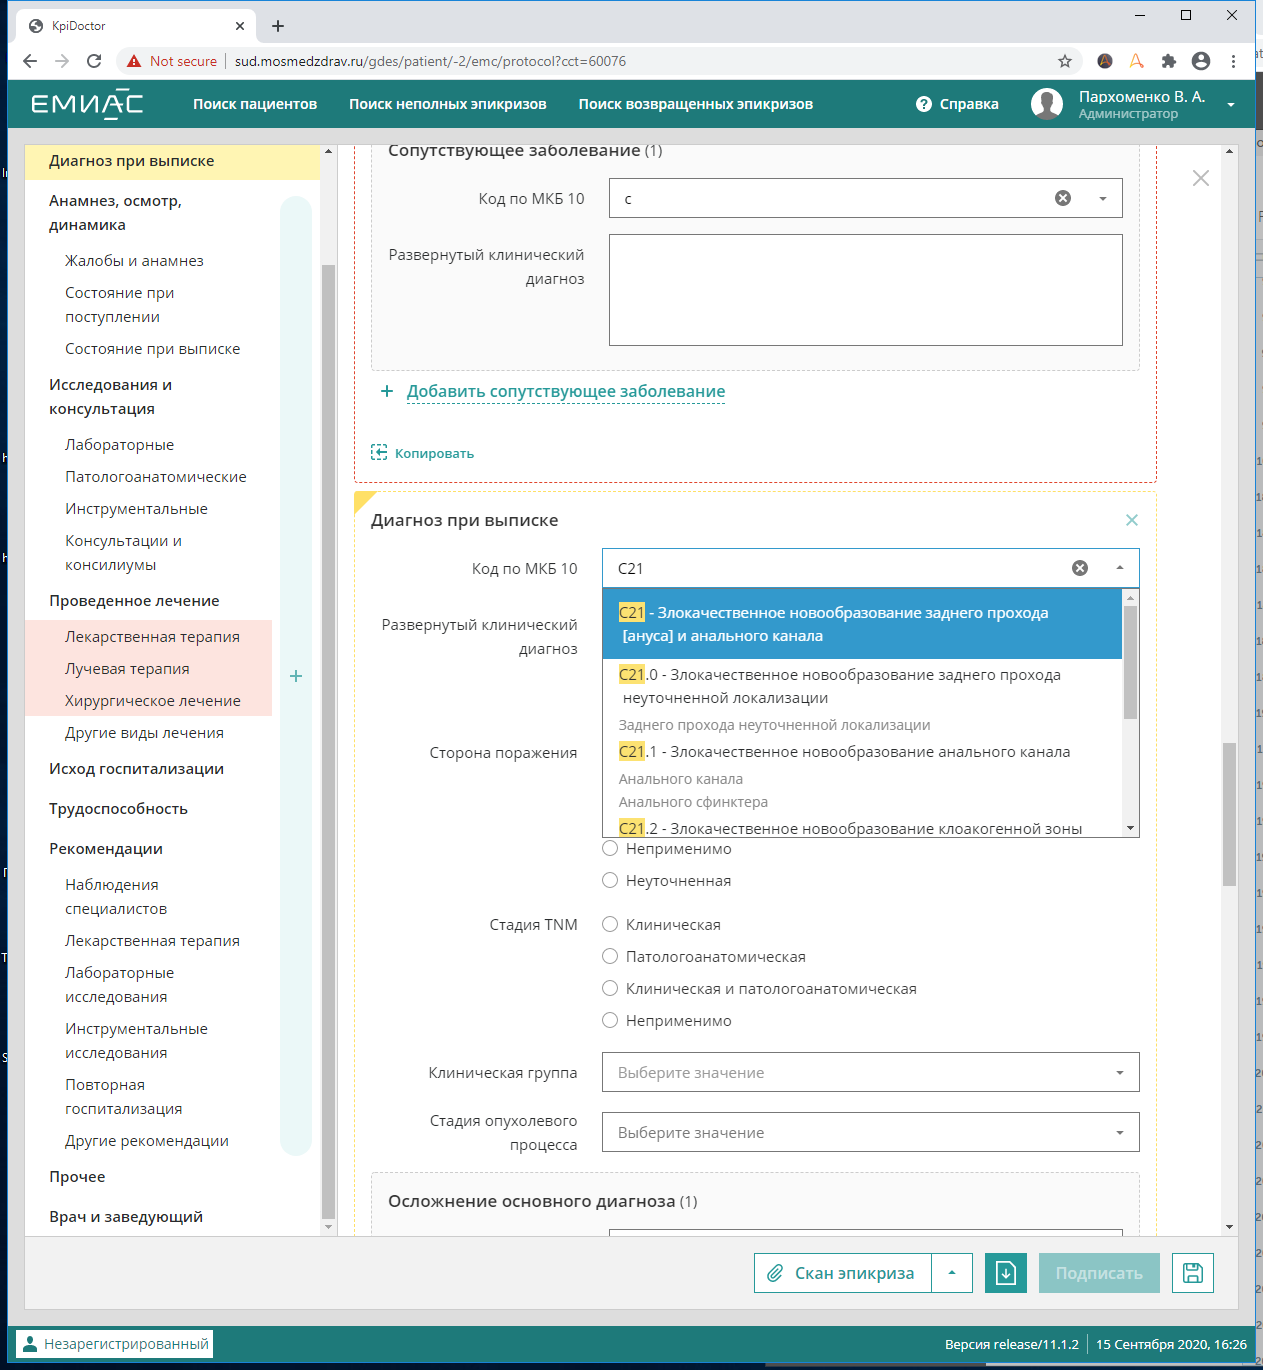 KpiDoctor
Not secure
sud.mosmedzdrav.ru/gdes/patient/-2/emc/protocol?cct=60076
ЕМИАС
Поиск пациентов
Поиск неполных эпикризов
Поиск возвращенных эпикризов
Справка
Пархоменко В. А.
Администратор
Диагноз при выписке
Анамнез, осмотр,
динамика
Жалобы и анамнез
Состояние при
поступлении
Состояние при выписке
Исследования и
консультация
Лабораторные
Патологоанатомические
Инструментальные
Консультации и
консилиумы
Проведенное лечение
Лекарственная терапия
Лучевая терапия
Хирургическое лечение
Другие виды лечения
Исход госпитализации
Трудоспособность
Рекомендации
Наблюдения
специалистов
Лекарственная терапия
Лабораторные
исследования
Инструментальные
исследования
Повторная
госпитализация
Другие рекомендации
Прочее
Врач и заведующий
Сопутствующее заболевание (1)
Код по МКБ 10
с
Развернутый клинический
диагноз
+ Добавить сопутствующее заболевание
Копировать
Диагноз при выписке
Код по МКБ 10
C21
C21 - Злокачественное новообразование заднего прохода
[ануса] и анального канала
C21.0 - Злокачественное новообразование заднего прохода
неуточненной локализации
Заднего прохода неуточненной локализации
C21.1 - Злокачественное новообразование анального канала
Анального канала
Анального сфинктера
C21.2 - Злокачественное новообразование клоакогенной зоны
Развернутый клинический
диагноз
Сторона поражения
Неприменимо
Неуточненная
Стадия TNM
Клиническая
Патологоанатомическая
Клиническая и патологоанатомическая
Неприменимо
Клиническая группа
Выберите значение
Стадия опухолевого
процесса
Выберите значение
Осложнение основного диагноза (1)
Скан эпикриза
Подписать
Незарегистрированный
Версия release/11.1.2
15 Сентября 2020, 16:26